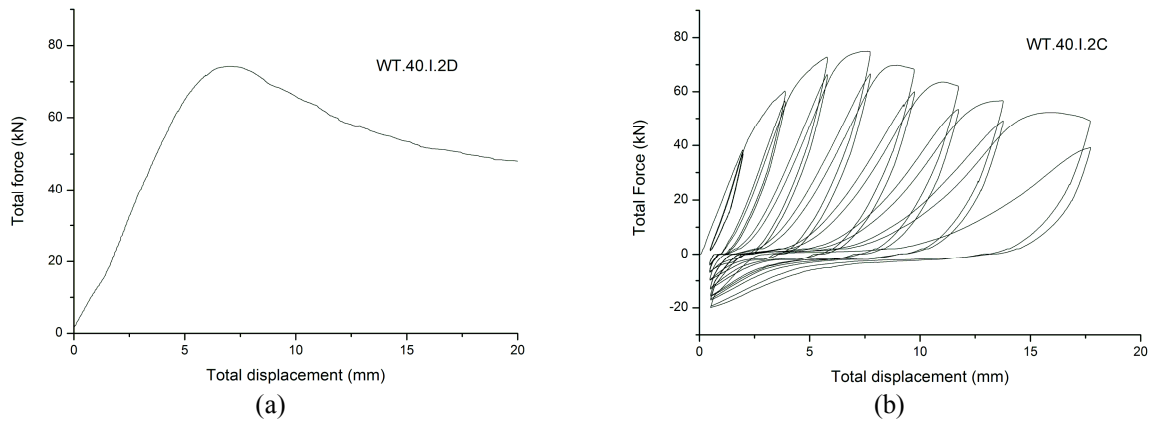 80
60
40
20
0
Total force (kN)
WT.40.I.2D
0 5 10 15 20
Total displacement (mm)
(a)
80
60
40
20
0
-20
Total Force (kN)
WT.40.I.2C
0 5 10 15 20
Total displacement (mm)
(b)